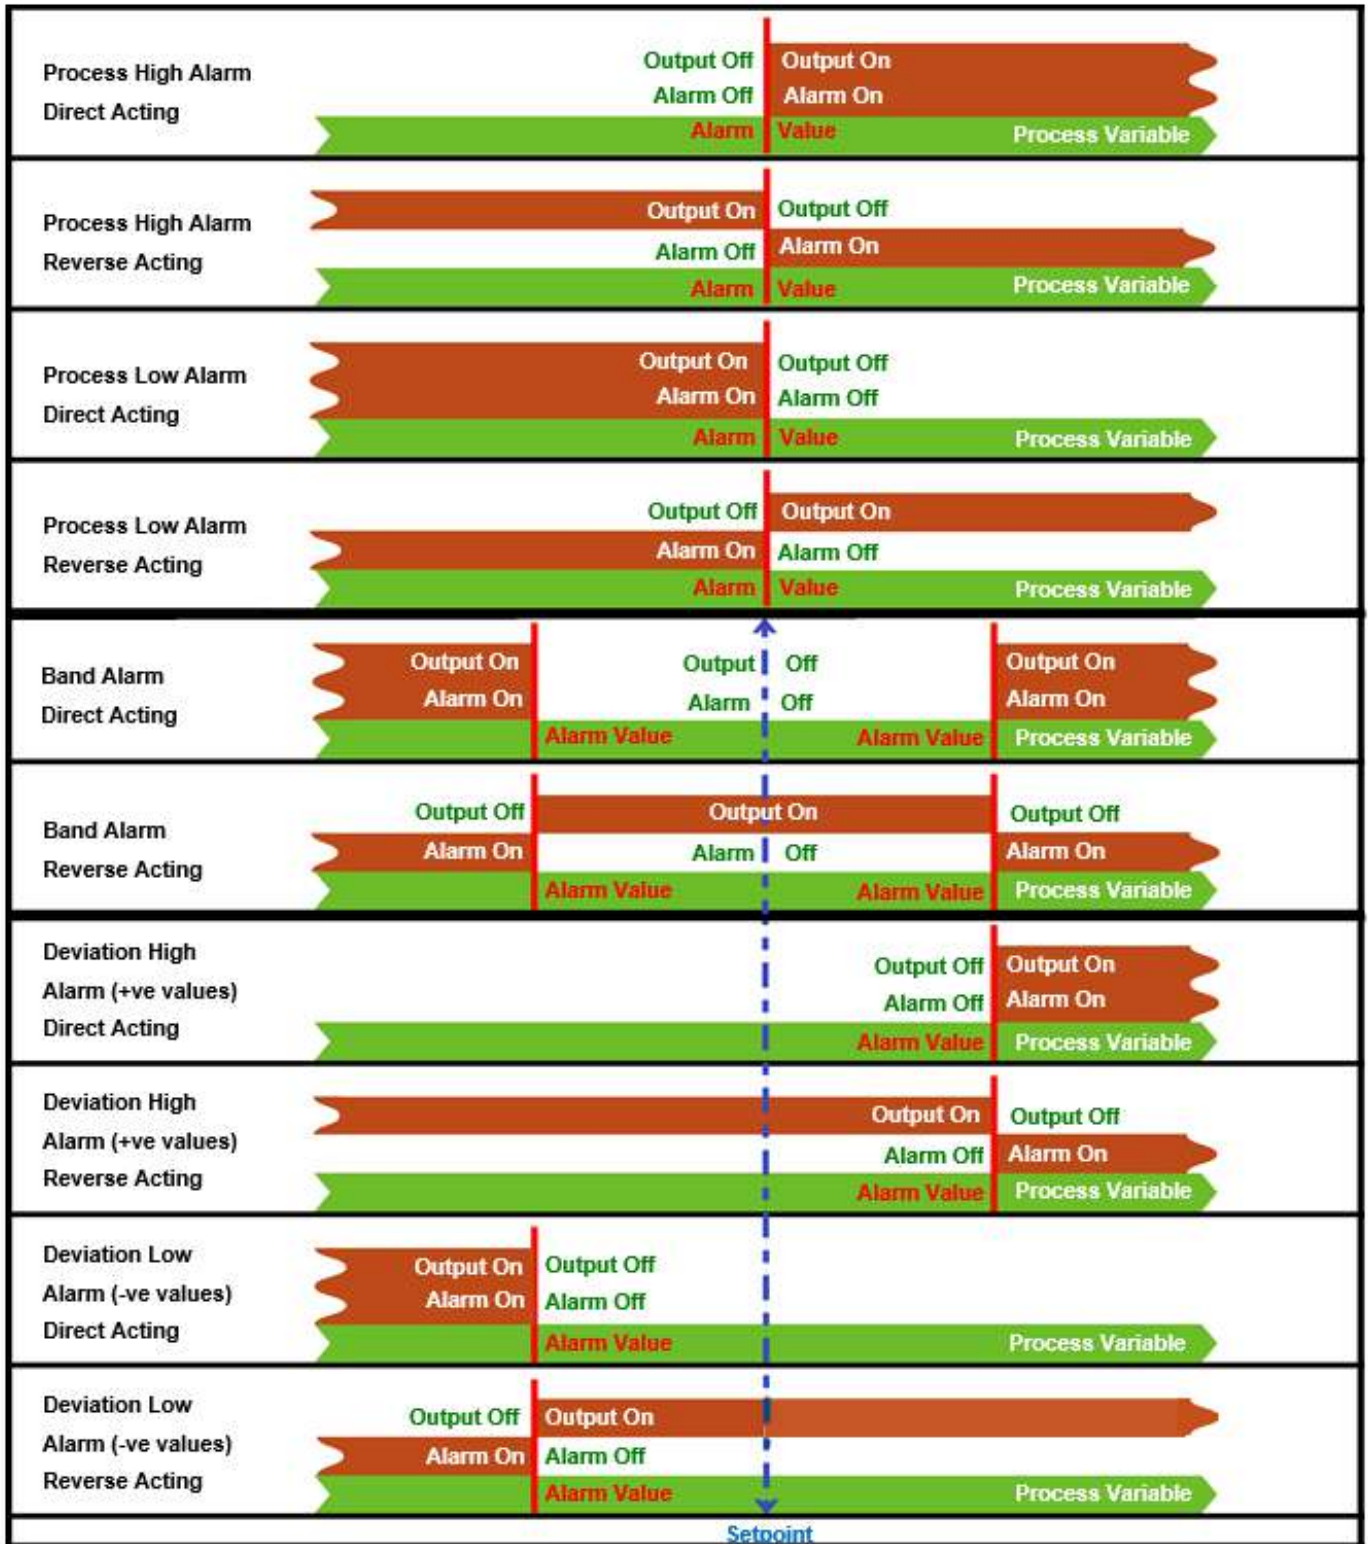 Process High Alarm
Direct Acting
Output Off Output On
Alarm Off Alarm On
Alarm Value Process Variable
Process High Alarm
Reverse Acting
Output On Output Off
Alarm Off Alarm On
Alarm Value Process Variable
Process Low Alarm
Direct Acting
Output On Output Off
Alarm On Alarm Off
Alarm Value Process Variable
Process Low Alarm
Reverse Acting
Output Off Output On
Alarm On Alarm Off
Alarm Value Process Variable
Band Alarm
Direct Acting
Output On Output Off Output On
Alarm On Alarm Off Alarm On
Alarm Value Alarm Value Process Variable
Band Alarm
Reverse Acting
Output Off Output On Output Off
Alarm On Alarm Off Alarm On
Alarm Value Alarm Value Process Variable
Deviation High
Alarm (+ve values)
Direct Acting
Output Off Output On
Alarm Off Alarm On
Alarm Value Process Variable
Deviation High
Alarm (+ve values)
Reverse Acting
Output On Output Off
Alarm Off Alarm On
Alarm Value Process Variable
Deviation Low
Alarm (-ve values)
Direct Acting
Output On Output Off
Alarm On Alarm Off
Alarm Value Process Variable
Deviation Low
Alarm (-ve values)
Reverse Acting
Output Off Output On
Alarm On Alarm Off
Alarm Value Process Variable
Setpoint